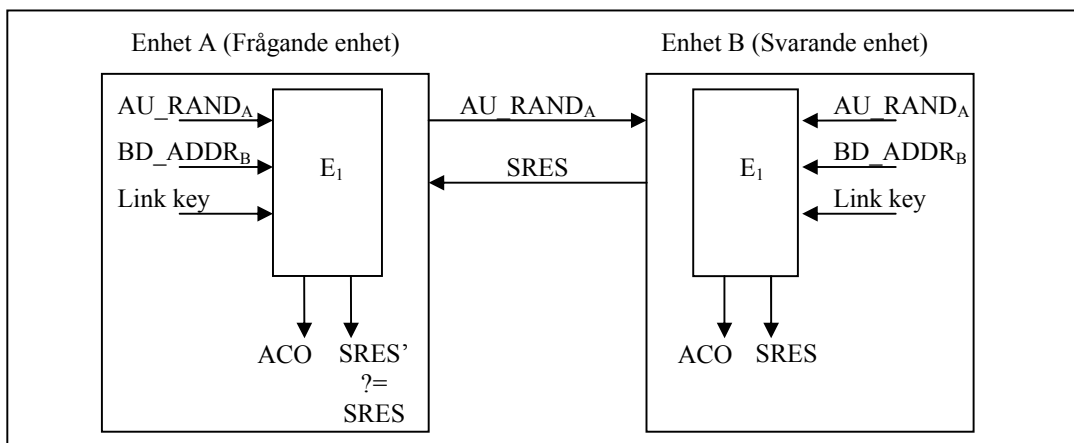 Enhet A (Frågande enhet)
Enhet B (Svarande enhet)
AU_RANDA
BD_ADDRB
Link key
E1
ACO
SRES’
?=
SRES
AU_RANDA
SRES
E1
AU_RANDA
BD_ADDRB
Link key
ACO
SRES